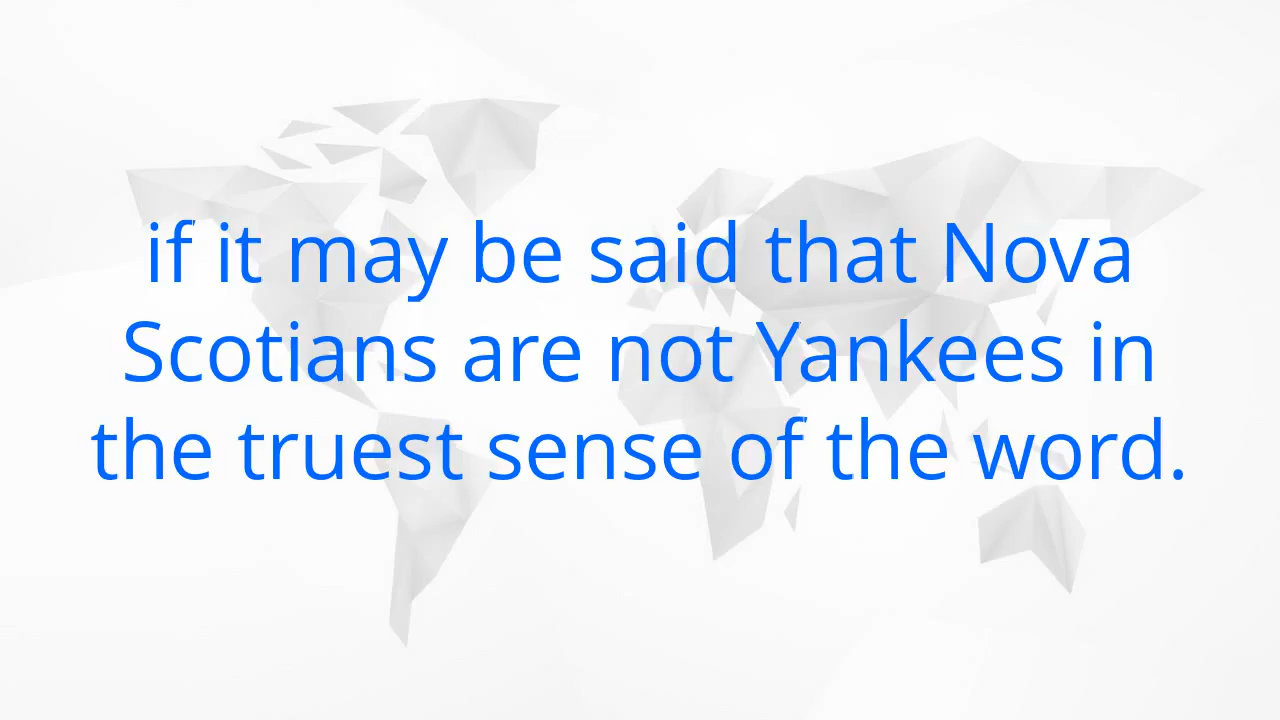 if it may be said that Nova
Scotians are not Yankees in
the truest sense of the word.